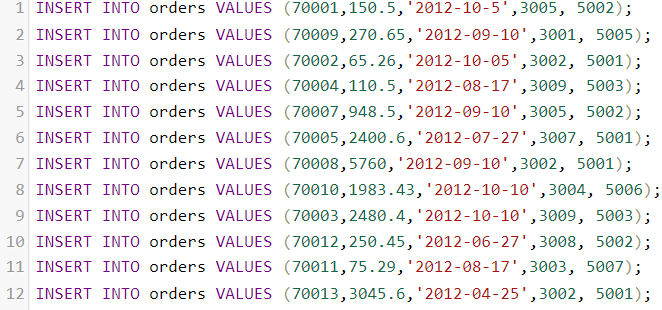 1 INSERT INTO orders VALUES (70001,150.5,'2012-10-5',3005, 5002);
2 INSERT INTO orders VALUES (70009,270.65,'2012-09-10',3001, 5005);
3 INSERT INTO orders VALUES (70002,65.26,'2012-10-05',3002, 5001);
4 INSERT INTO orders VALUES (70004,110.5,'2012-08-17',3009, 5003);
5 INSERT INTO orders VALUES (70007,948.5,'2012-09-10',3005, 5002);
6 INSERT INTO orders VALUES (70005,2400.6,'2012-07-27',3007, 5001);
7 INSERT INTO orders VALUES (70008,5760,'2012-09-10',3002, 5001);
8 INSERT INTO orders VALUES (70010,1983.43,'2012-10-10',3004, 5006);
9 INSERT INTO orders VALUES (70003,2480.4,'2012-10-10',3009, 5003);
10 INSERT INTO orders VALUES (70012,250.45,'2012-06-27',3008, 5002);
11 INSERT INTO orders VALUES (70011,75.29,'2012-08-17',3003, 5007);
12 INSERT INTO orders VALUES (70013,3045.6,'2012-04-25',3002, 5001);